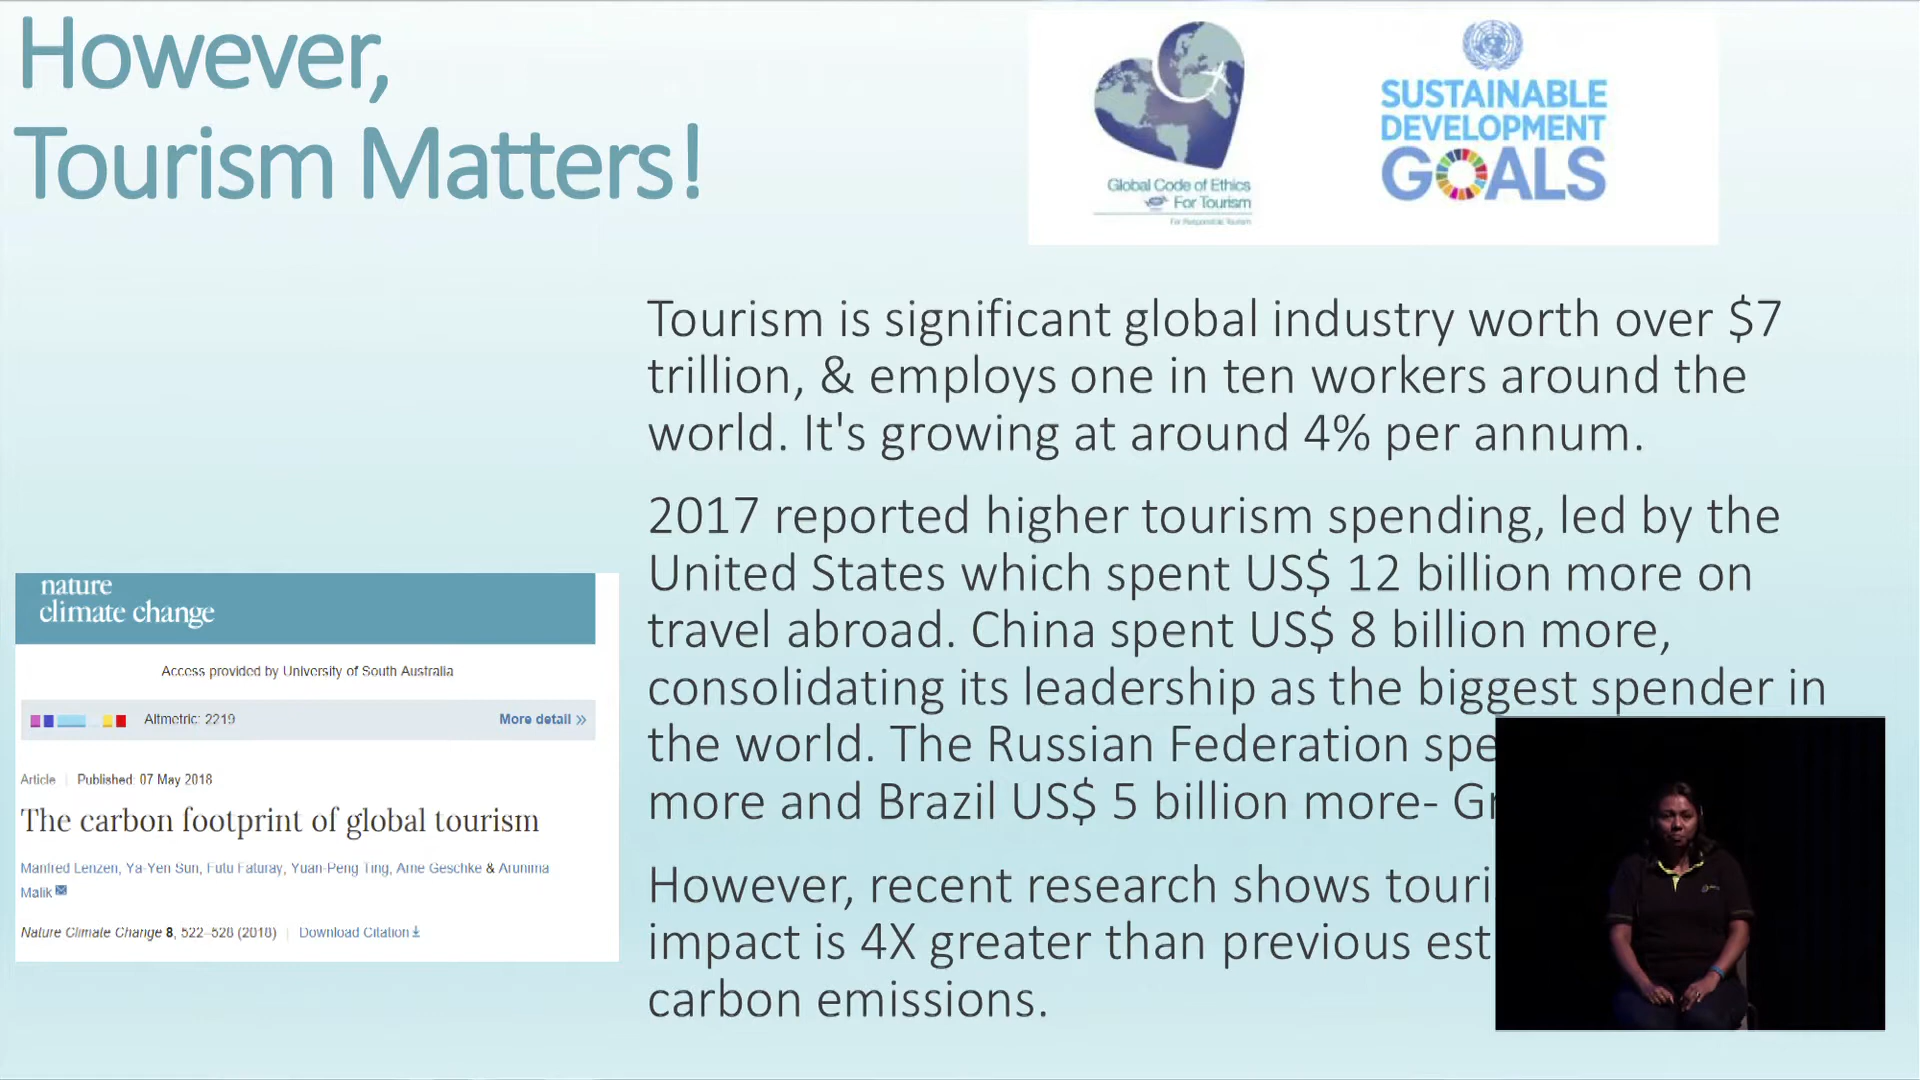 However,
Tourism Matters!
Global Code of Ethics
For Tourism
For Responsible Tourism
SUSTAINABLE
DEVELOPMENT
GOALS
Tourism is significant global industry worth over $7
trillion, & employs one in ten workers around the
world. It's growing at around 4% per annum.
2017 reported higher tourism spending, led by the
United States which spent US$ 12 billion more on
travel abroad. China spent US$ 8 billion more,
consolidating its leadership as the biggest spender in
the world. The Russian Federation spe
more and Brazil US$ 5 billion more- Gr
However, recent research shows touri
impact is 4X greater than previous est
carbon emissions.
nature
climate change
Access provided by University of South Australia
Altmetric: 2219 More detail »
Article | Published: 07 May 2018
The carbon footprint of global tourism
Manfred Lenzen, Ya-Yen Sun, Futu Faturay, Yuan-Peng Ting, Arne Geschke & Arunima
Malik
Nature Climate Change 8, 522–528 (2018) | Download Citation